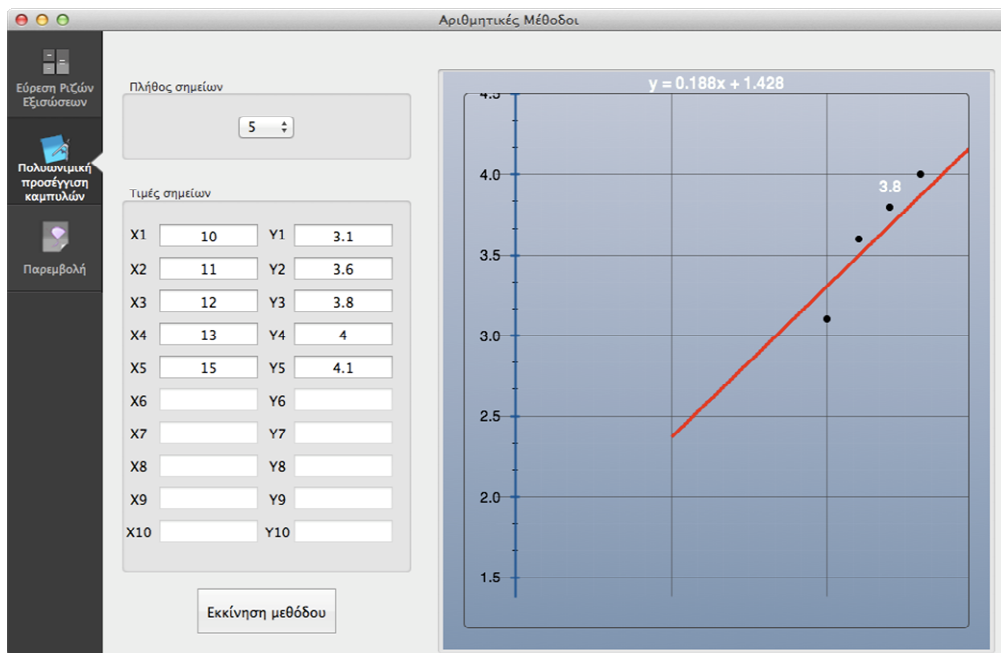 Αριθμητικές Μέθοδοι
Εύρεση Ριζών
Εξισώσεων
Πολυωνιμική
προσέγγιση
καμπυλών
Παρεμβολή
Πλήθος σημείων
5
Τιμές σημείων
X1 10 Y1 3.1
X2 11 Y2 3.6
X3 12 Y3 3.8
X4 13 Y4 4
X5 15 Y5 4.1
X6 Y6
X7 Y7
X8 Y8
X9 Y9
X10 Y10
Εκκίνηση μεθόδου
y = 0.188x + 1.428
4.5
4.0
3.8
3.5
3.0
2.5
2.0
1.5